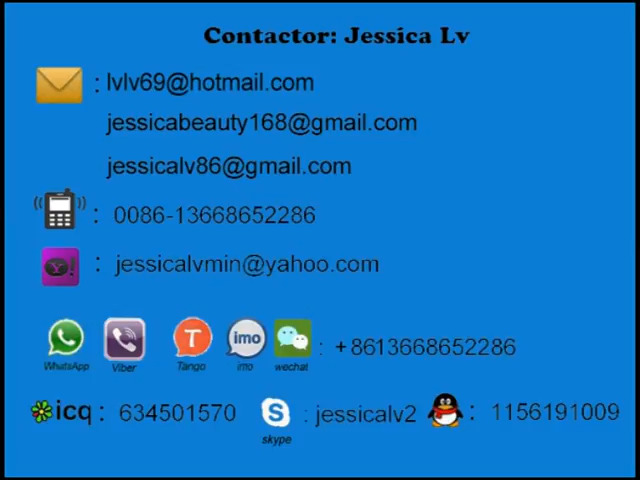 Contactor: Jessica Lv
: lvlv69@hotmail.com
jessicabeauty168@gmail.com
jessicalv86@gmail.com
: 0086-13668652286
Y! : jessicalvmin@yahoo.com
T imo : +8613668652286
WhatsApp Viber Tango imo wechat
icq : 634501570 S : jessicalv2 : 1156191009
skype